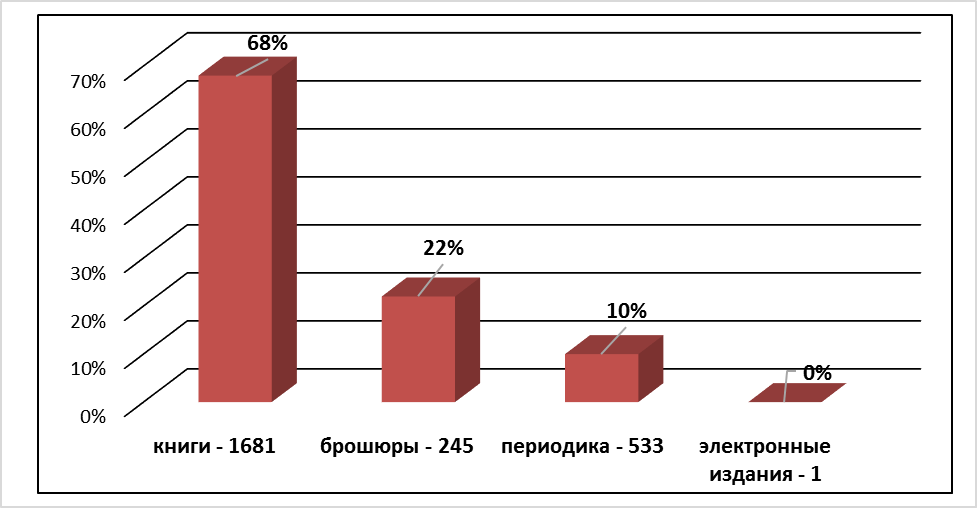 68%
70%
60%
50%
40%
30%
20%
10%
0%
22%
10%
0%
книги - 1681
брошюры - 245
периодика - 533
электронные
издания - 1